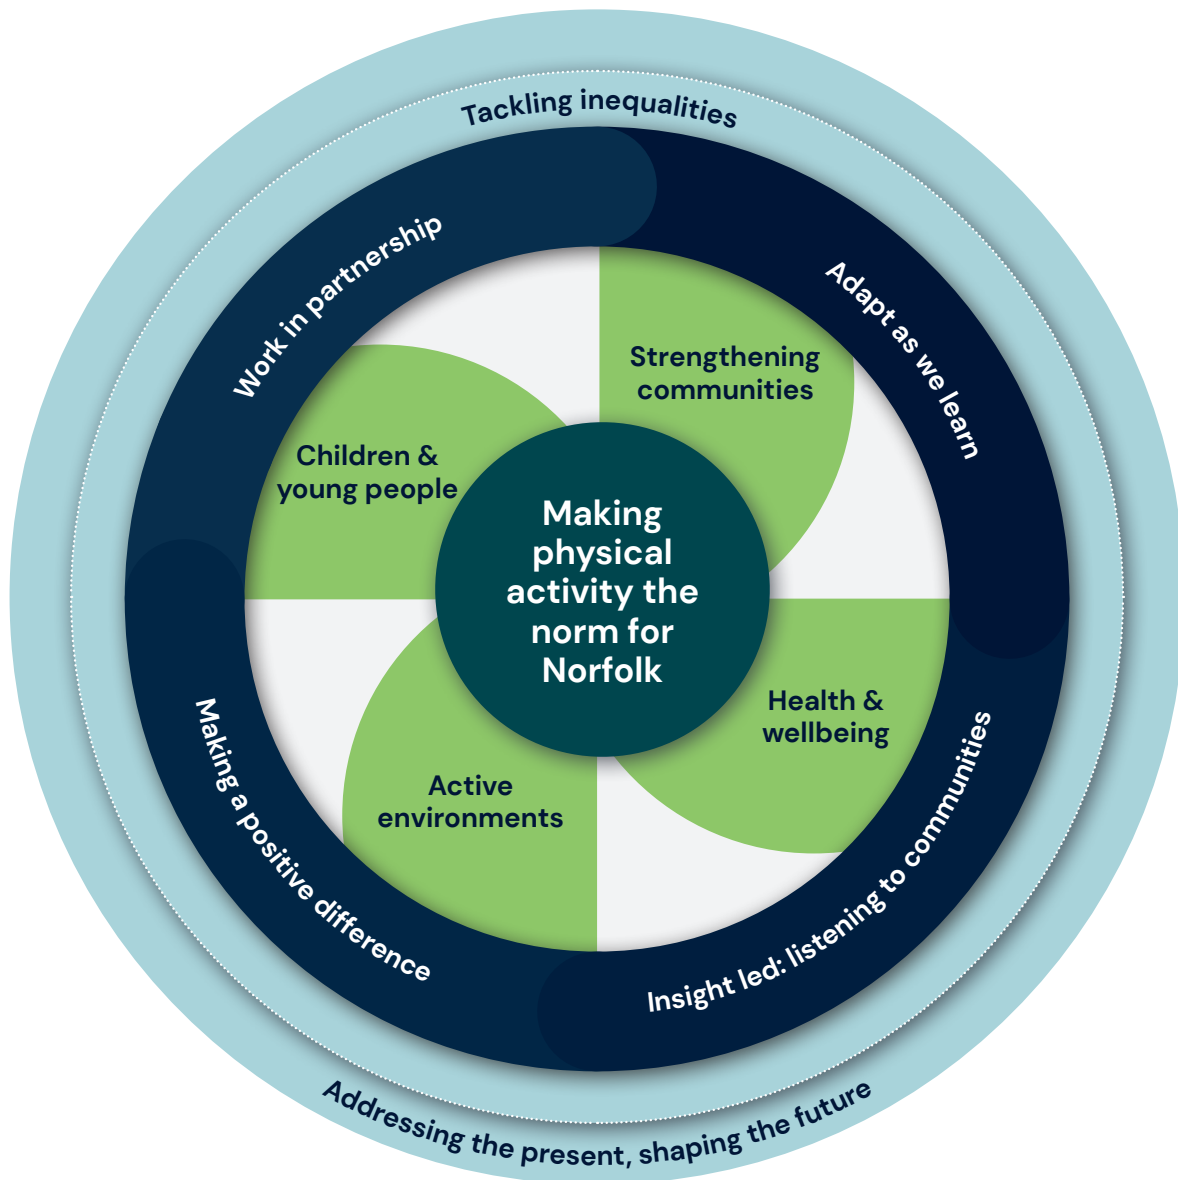 Tackling inequalities
Work in partnership
Adapt as we learn
Strengthening
communities
Children &
young people
Making
physical
activity the
norm for
Norfolk
Health &
wellbeing
Active
environments
Making a positive difference
Insight led: listening to communities
Addressing the present, shaping the future